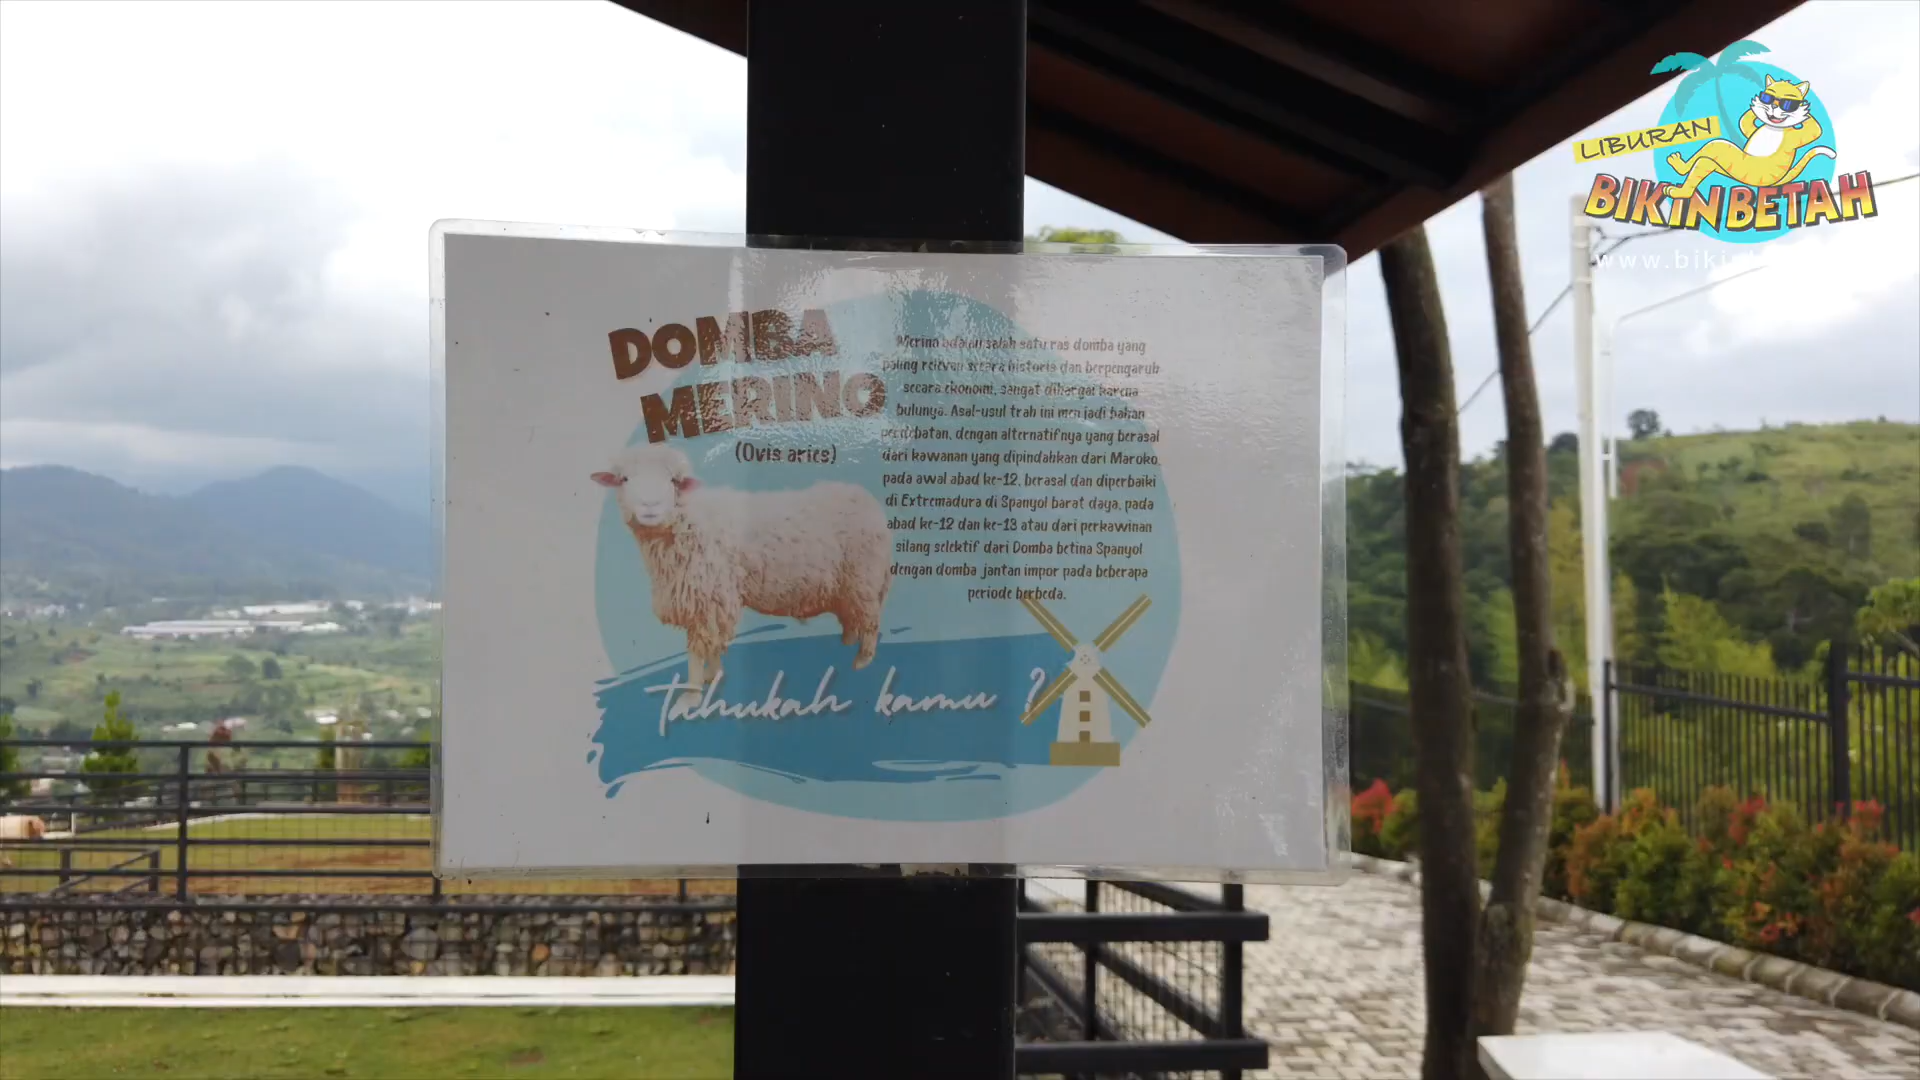 LIBURAN
BIKINBETAH
DOMBA
MERINO
(Ovis aries)
Merino adalah salah satu ras domba yang
paling relevan secara historis dan berpengaruh
secara ekonomi, sangat dihargai karena
bulunya. Asal-usul trah ini menjadi bahan
perdebatan, dengan alternatifnya yang berasal
dari kawanan yang dipindahkan dari Maroko
pada awal abad ke-12, berasal dan diperbaiki
di Extremadura di Spanyol barat daya, pada
abad ke-12 dan ke-13 atau dari perkawinan
silang selektif dari Domba betina Spanyol
dengan domba jantan impor pada beberapa
periode berbeda.
Tahukah kamu ?